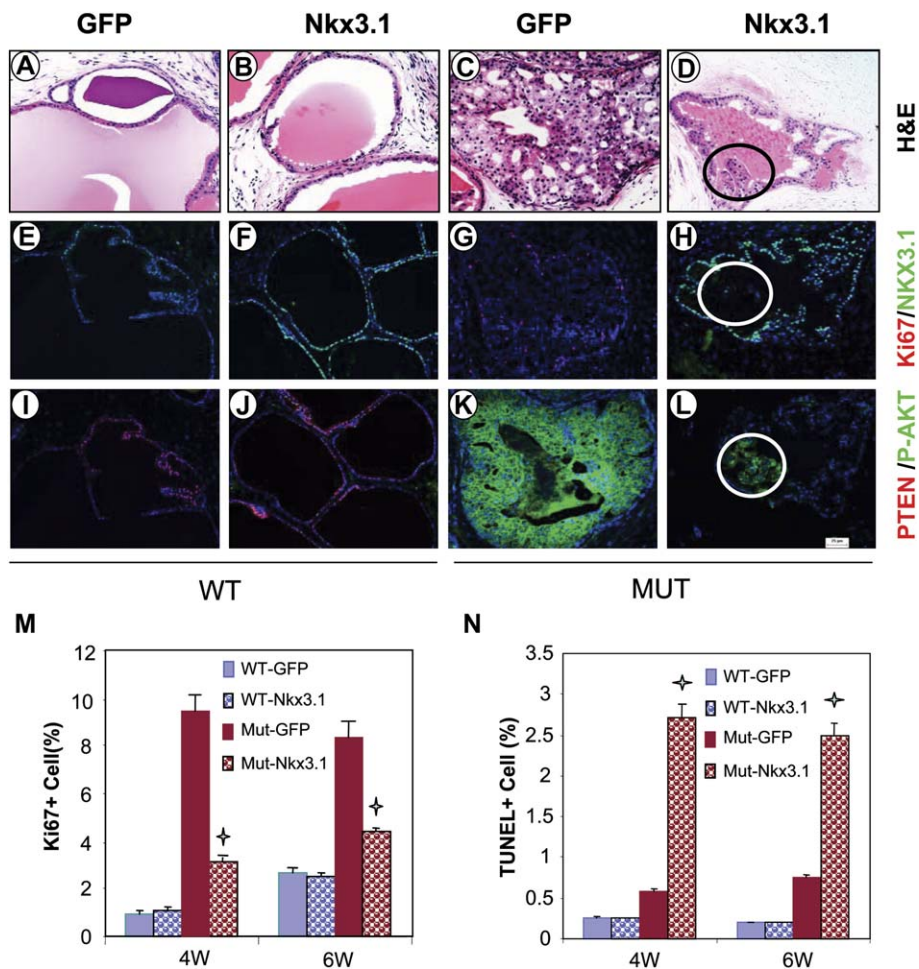 GFP Nkx3.1 GFP Nkx3.1
A B C D
H&E
E F G H
Ki67/NKX3.1
I J K L
PTEN /P-AKT
WT MUT
M
12
10
8
6
4
2
0
Ki67+ Cell(%)
WT-GFP
WT-Nkx3.1
Mut-GFP
Mut-Nkx3.1
4W 6W
N
3.5
3
2.5
2
1.5
1
0.5
0
TUNEL+ Cell (%)
WT-GFP
WT-Nkx3.1
Mut-GFP
Mut-Nkx3.1
4W 6W